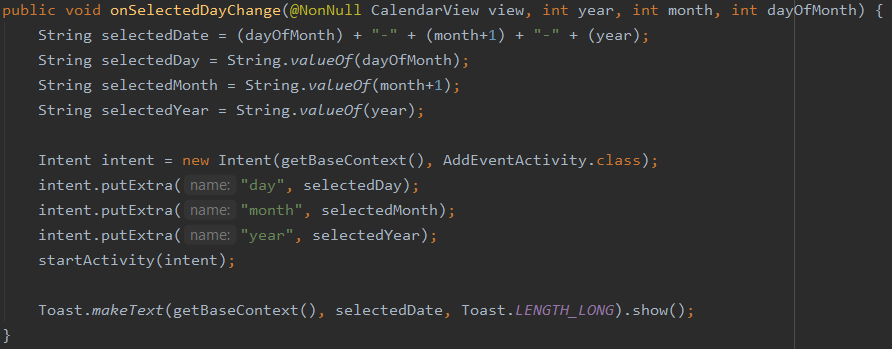 public void onSelectedDayChange(@NonNull CalendarView view, int year, int month, int dayOfMonth) {
    String selectedDate = (dayOfMonth) + "-" + (month+1) + "-" + (year);
    String selectedDay = String.valueOf(dayOfMonth);
    String selectedMonth = String.valueOf(month+1);
    String selectedYear = String.valueOf(year);

    Intent intent = new Intent(getBaseContext(), AddEventActivity.class);
    intent.putExtra( name: "day", selectedDay);
    intent.putExtra( name: "month", selectedMonth);
    intent.putExtra( name: "year", selectedYear);
    startActivity(intent);

    Toast.makeText(getBaseContext(), selectedDate, Toast.LENGTH_LONG).show();
}